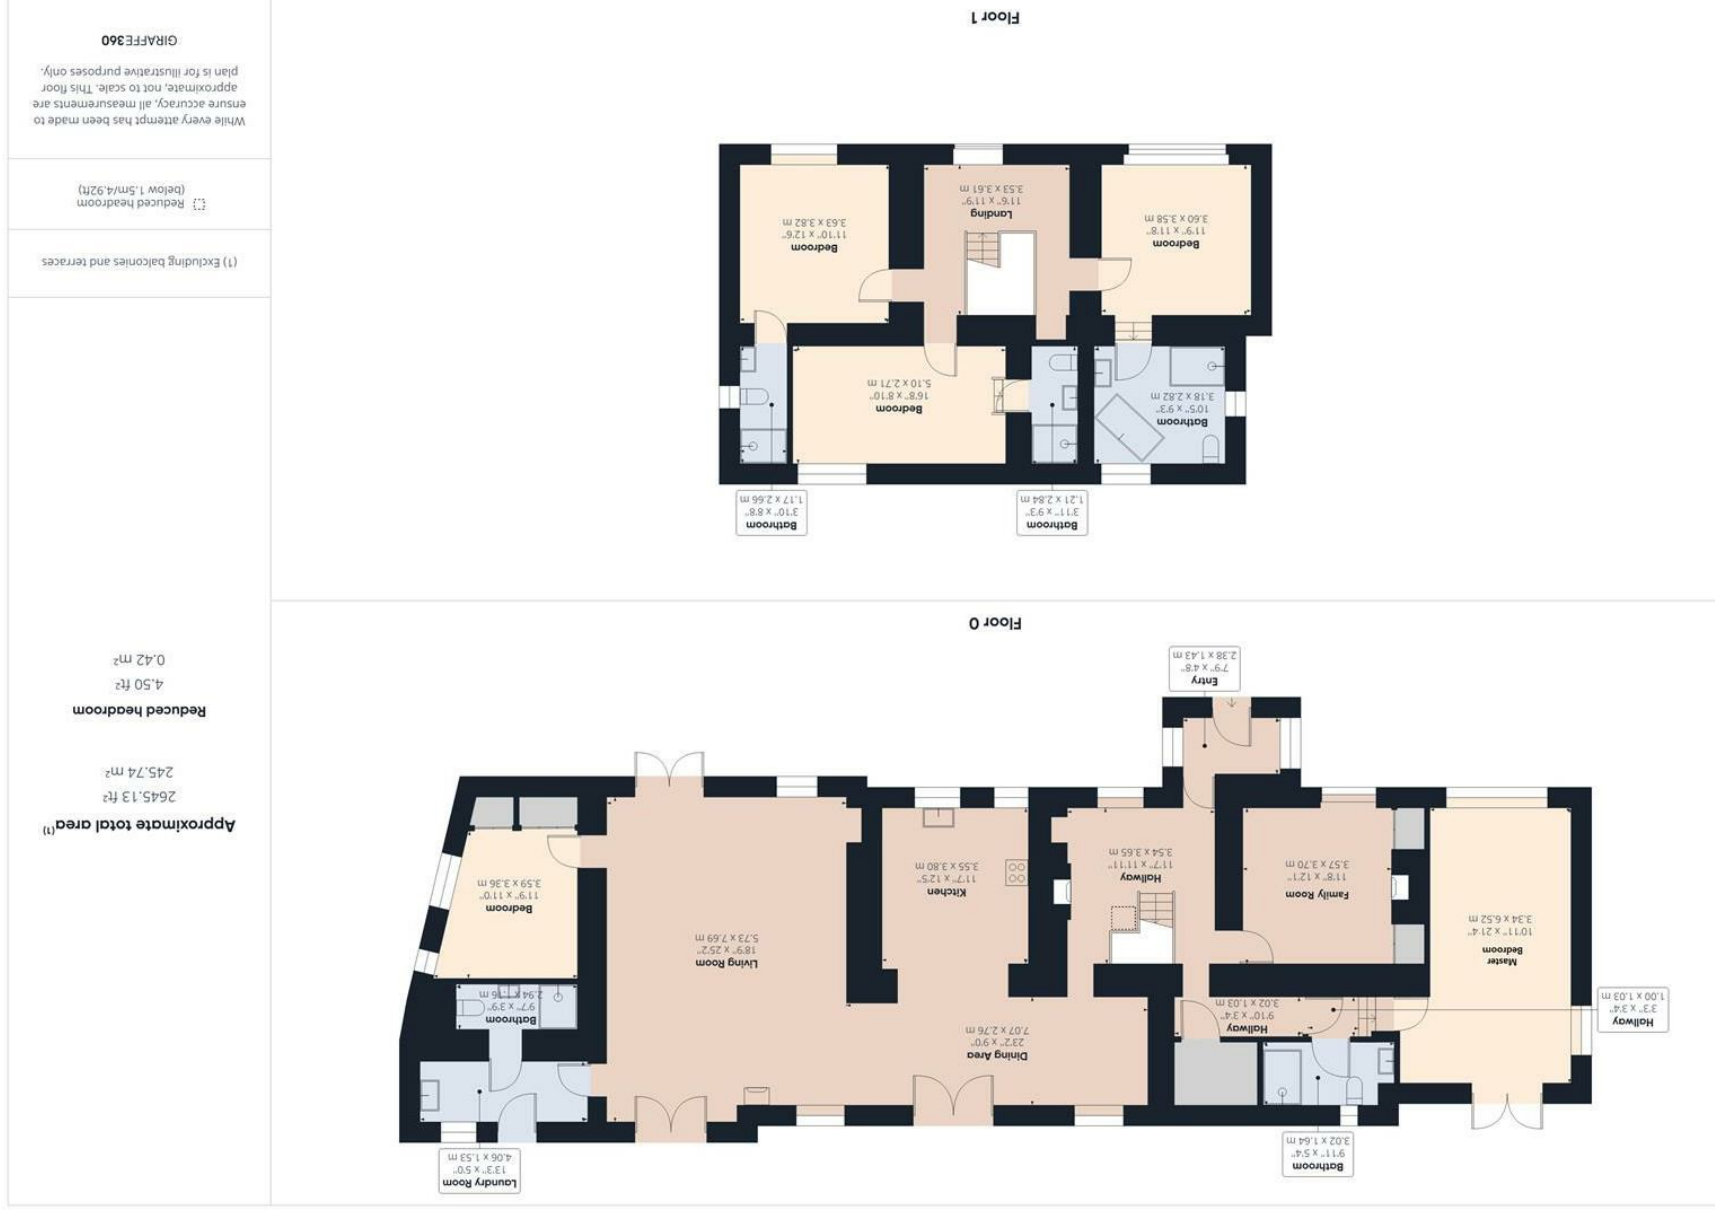 Bathroom
9'11" x 5'4"
3.02 x 1.64 m
Laundry Room
13'3" x 5'0"
4.06 x 1.53 m
Hallway
3'3" x 3'4"
1.00 x 1.03 m
Hallway
9'10" x 3'4"
3.02 x 1.03 m
Dining Area
23'2" x 9'0"
7.07 x 2.76 m
Bathroom
9'7" x 3'9"
2.94 x 1.16 m
Master
Bedroom
10'11" x 21'4"
3.34 x 6.52 m
Family Room
11'8" x 12'1"
3.57 x 3.70 m
Hallway
11'7" x 11'11"
3.54 x 3.65 m
Kitchen
11'7" x 12'5"
3.55 x 3.80 m
Living Room
18'9" x 25'2"
5.73 x 7.69 m
Bedroom
11'9" x 11'0"
3.59 x 3.36 m
Entry
7'9" x 4'8"
2.38 x 1.43 m
Floor 0
Bathroom
3'11" x 9'3"
1.21 x 2.84 m
Bathroom
3'10" x 8'8"
1.17 x 2.66 m
Bathroom
10'5" x 9'3"
3.18 x 2.82 m
Bedroom
16'8" x 8'10"
5.10 x 2.71 m
Bedroom
11'9" x 11'8"
3.60 x 3.58 m
Landing
11'6" x 11'9"
3.53 x 3.61 m
Bedroom
11'10" x 12'6"
3.63 x 3.82 m
Floor 1
Approximate total area(1)
2645.13 ft²
245.74 m²
Reduced headroom
4.50 ft²
0.42 m²
(1) Excluding balconies and terraces
Reduced headroom
(below 1.5m/4.92ft)
While every attempt has been made to
ensure accuracy, all measurements are
approximate, not to scale. This floor
plan is for illustrative purposes only.
GIRAFFE360